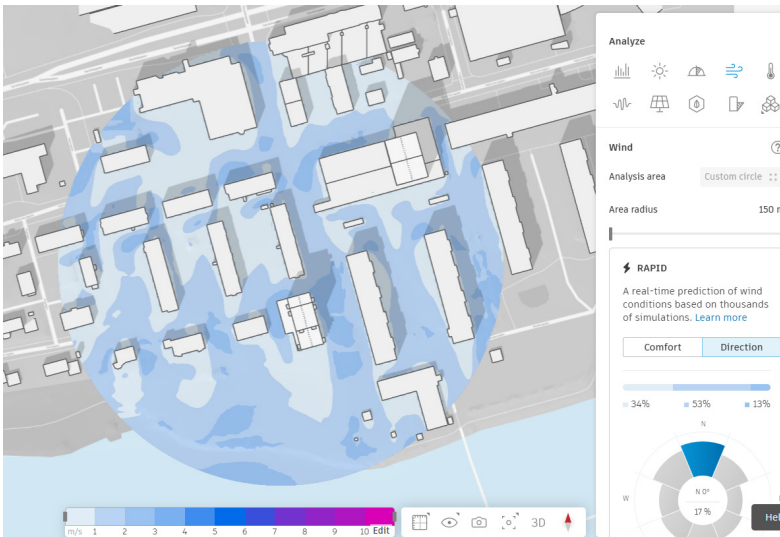 Analyze
Wind
Analysis area Custom circle
Area radius 150
RAPID
A real-time prediction of wind
conditions based on thousands
of simulations. Learn more
Comfort Direction
34% 53% 13%
N
W
N 0°
17 %
m/s 1 2 3 4 5 6 7 8 9 10 Edit
3D